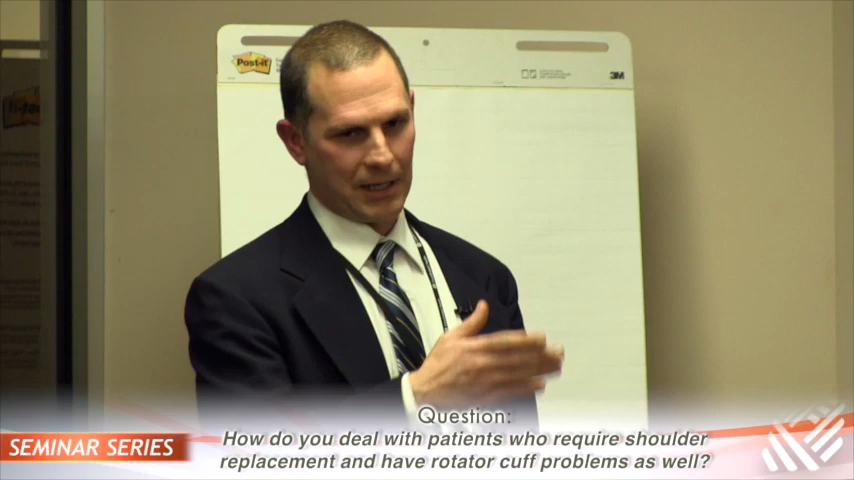 Post-it
3M
Question:
How do you deal with patients who require shoulder
SEMINAR SERIES
replacement and have rotator cuff problems as well?